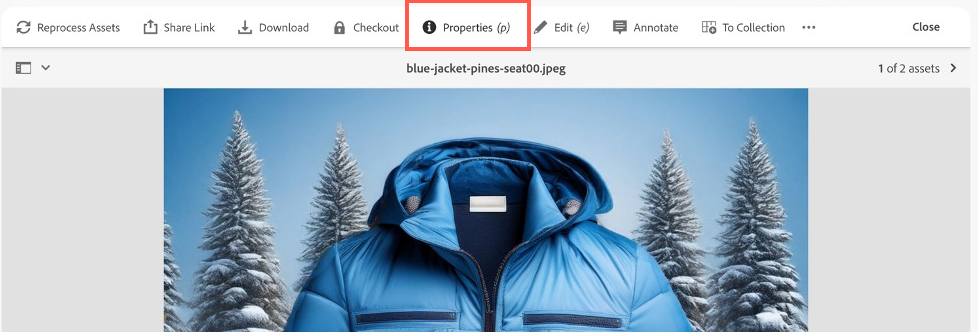 Reprocess Assets Share Link Download Checkout Properties (p) Edit (e) Annotate To Collection ••• Close
blue-jacket-pines-seat00.jpeg 1 of 2 assets